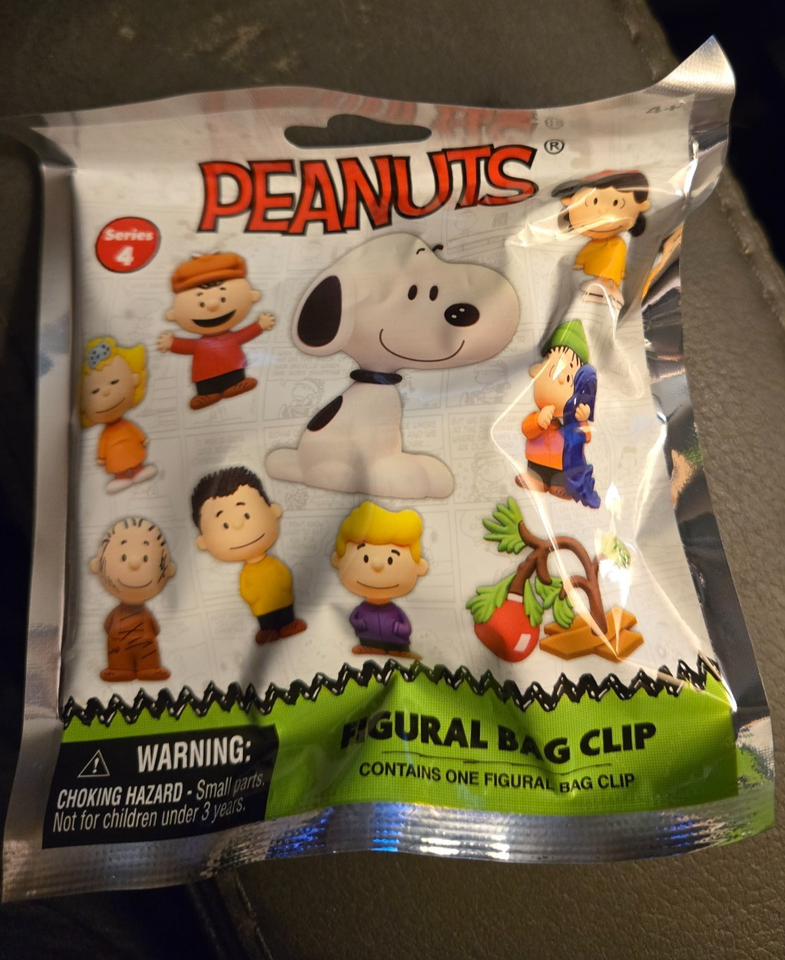 PEANUTS®
Series
4
FIGURAL BAG CLIP
CONTAINS ONE FIGURAL BAG CLIP
WARNING:
CHOKING HAZARD - Small parts.
Not for children under 3 years.